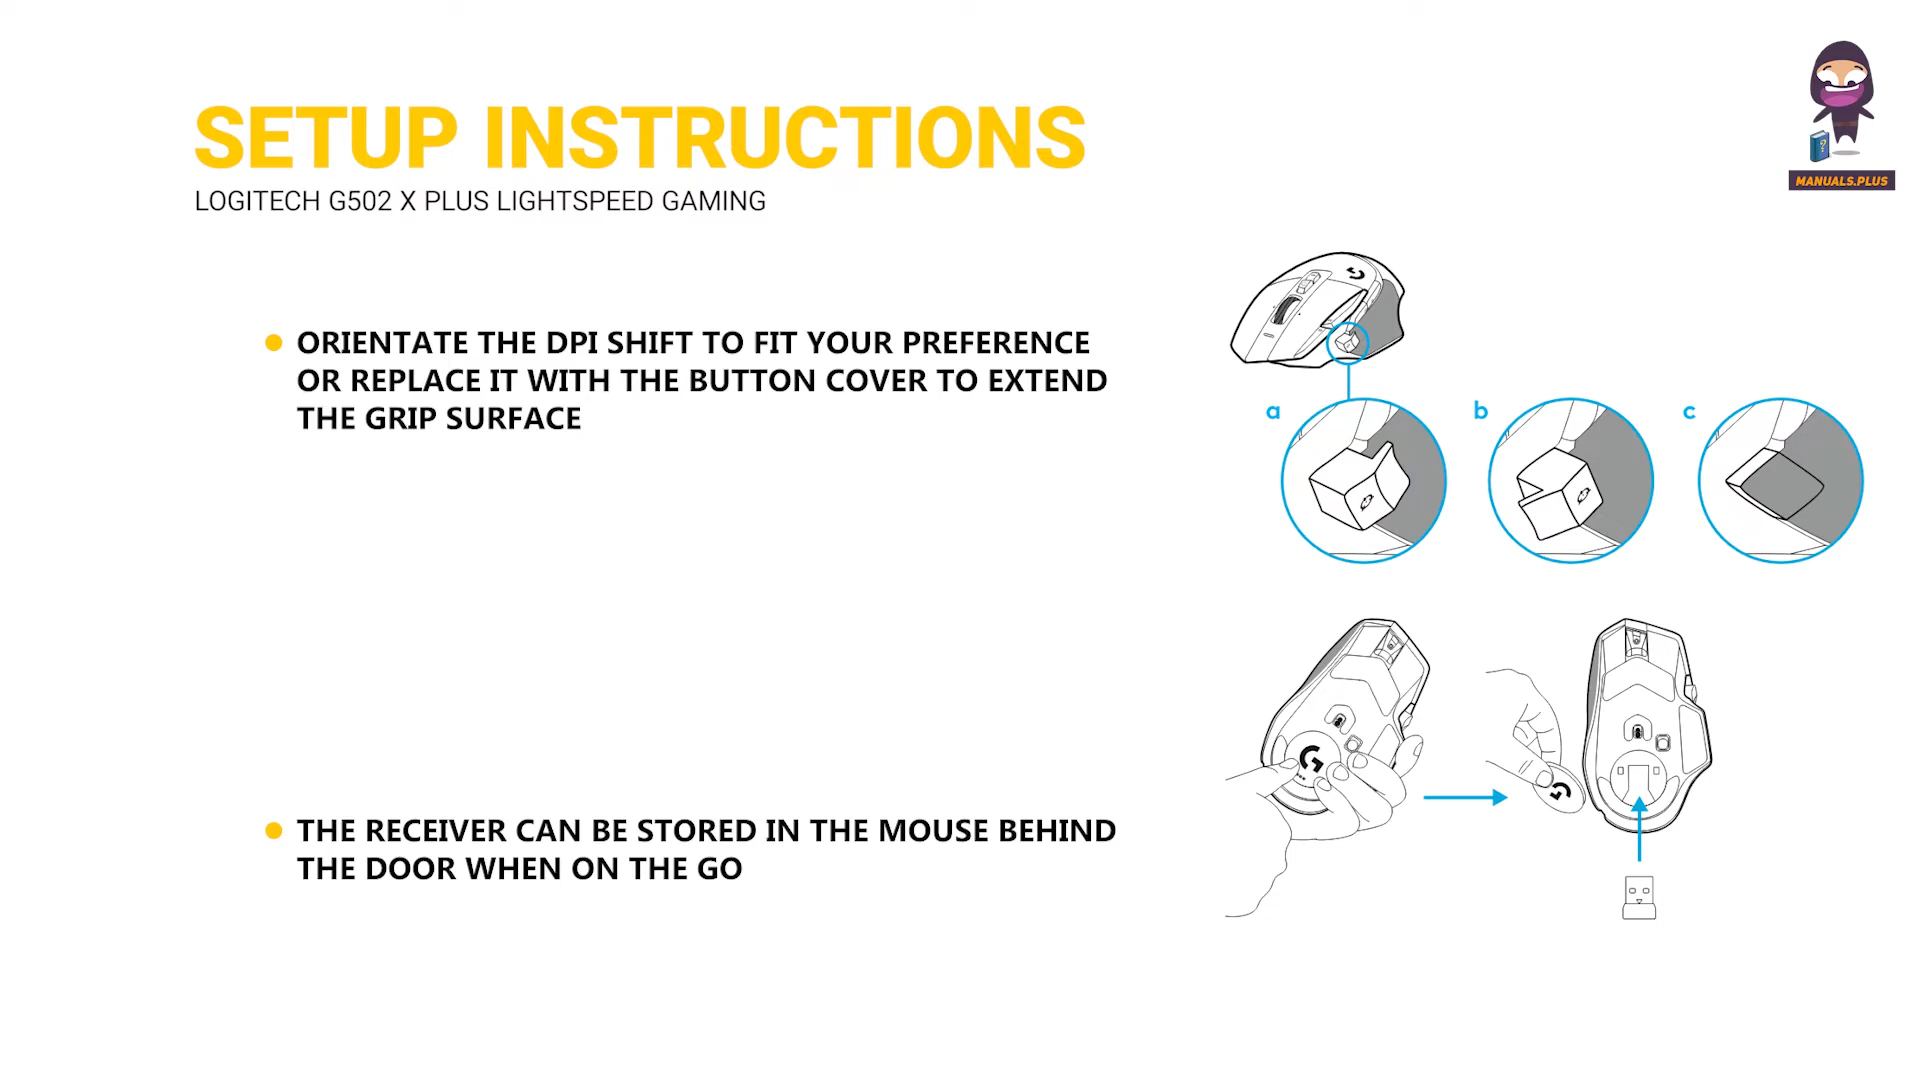 SETUP INSTRUCTIONS
LOGITECH G502 X PLUS LIGHTSPEED GAMING
MANUALS.PLUS
ORIENTATE THE DPI SHIFT TO FIT YOUR PREFERENCE
OR REPLACE IT WITH THE BUTTON COVER TO EXTEND
THE GRIP SURFACE
a
b
c
THE RECEIVER CAN BE STORED IN THE MOUSE BEHIND
THE DOOR WHEN ON THE GO